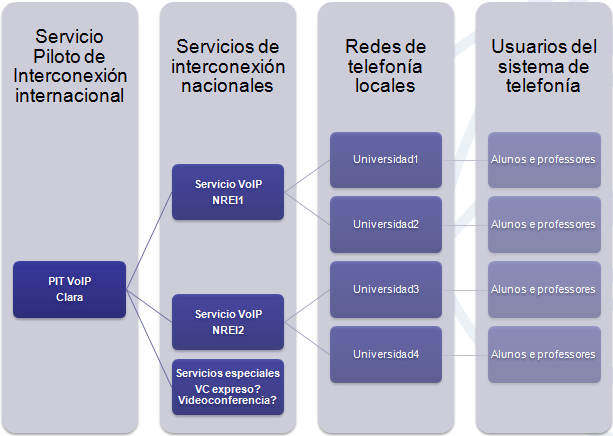 Servicio
Piloto de
Interconexión
internacional
Servicios de
interconexión
nacionales
Redes de
telefonía
locales
Usuarios del
sistema de
telefonía
PIT VoIP
Clara
Servicio VoIP
NREI1
Servicio VoIP
NREI2
Servicios especiales
VC expreso?
Videoconferencia?
Universidad1
Universidad2
Universidad3
Universidad4
Alunos e professores
Alunos e professores
Alunos e professores
Alunos e professores